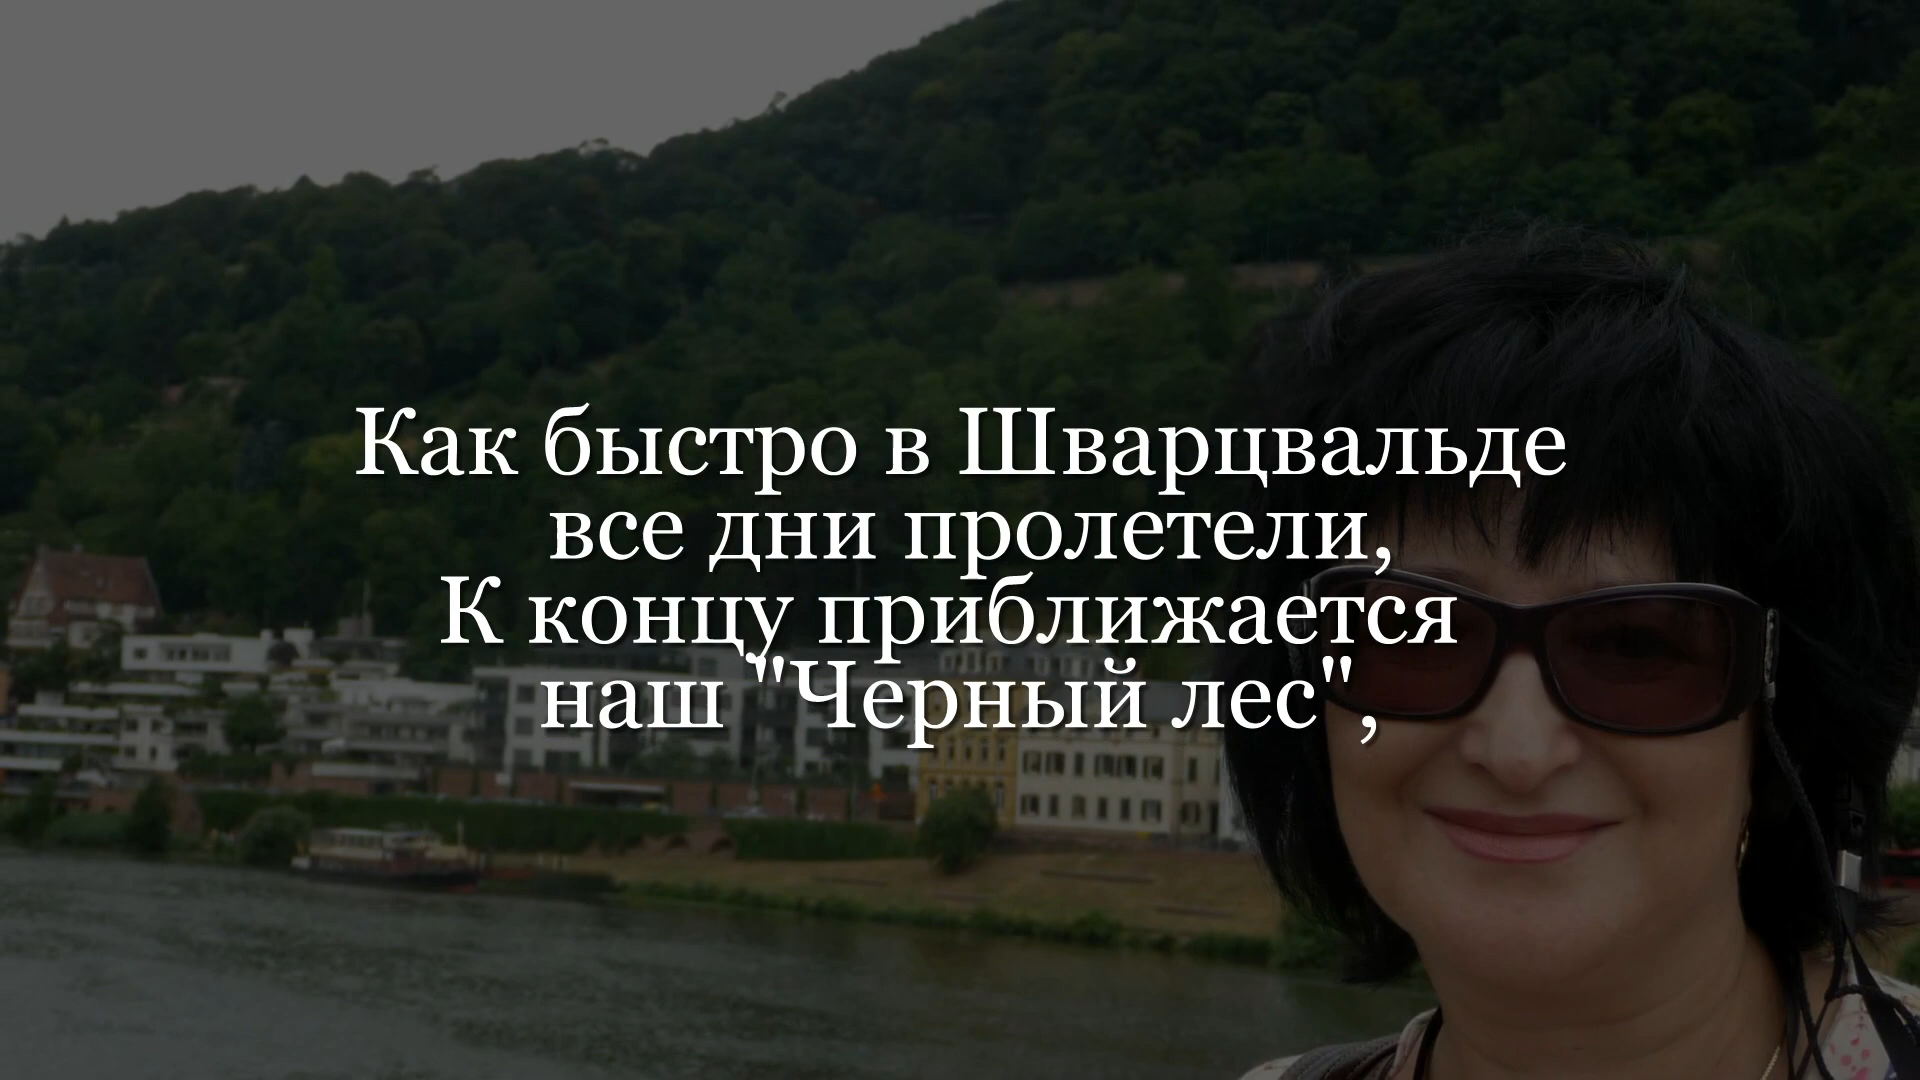 Как быстро в Шварцвальде
все дни пролетели,
К концу приближается
наш "Черный лес",